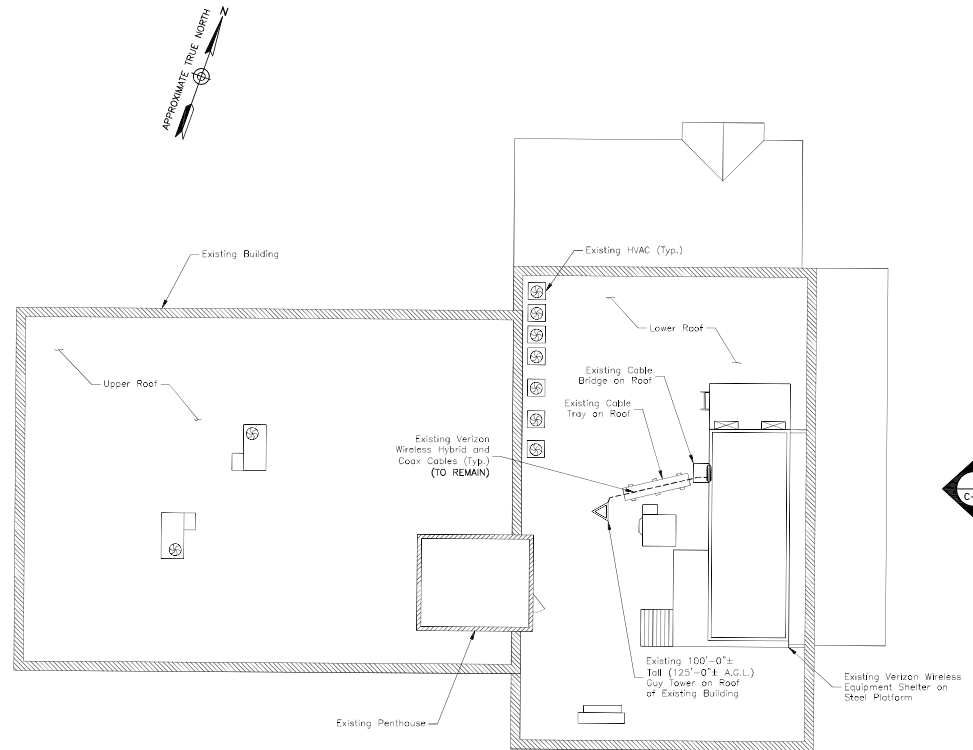 N
APPROXIMATE TRUE NORTH
Existing Building
Existing HVAC (Typ.)
Lower Roof
Upper Roof
Existing Cable
Bridge on Roof
Existing Cable
Tray on Roof
Existing Verizon
Wireless Hybrid and
Coax Cables (Typ.)
(TO REMAIN)
C-
Existing 100'-0"±
Tall (125'-0"± A.G.L.)
Guy Tower on Roof
of Existing Building
Existing Verizon Wireless
Equipment Shelter on
Steel Platform
Existing Penthouse